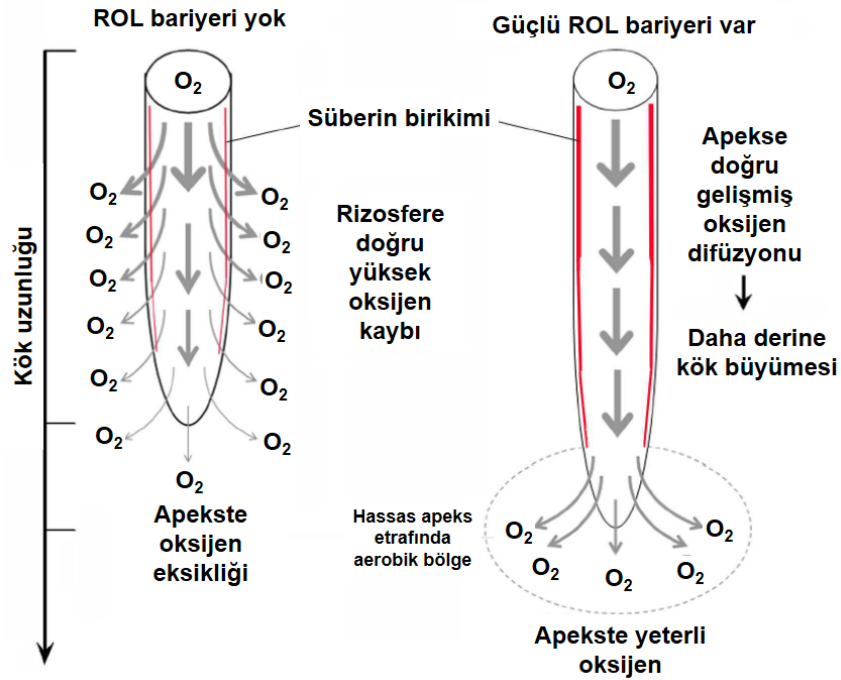 ROL bariyeri yok
Güçlü ROL bariyeri var
O₂
O₂
Süberin birikimi
Kök uzunluğu
O₂
O₂
O₂
O₂
O₂
O₂
O₂
O₂
O₂
O₂
O₂
O₂
O₂
Rizosfere
doğru
yüksek
oksijen
kaybı
Apekste
oksijen
eksikliği
Apekse
doğru
gelişmiş
oksijen
difüzyonu
Daha derine
kök büyümesi
Hassas apeks
etrafında
aerobik bölge
O₂
O₂
O₂
O₂
O₂
Apekste yeterli
oksijen